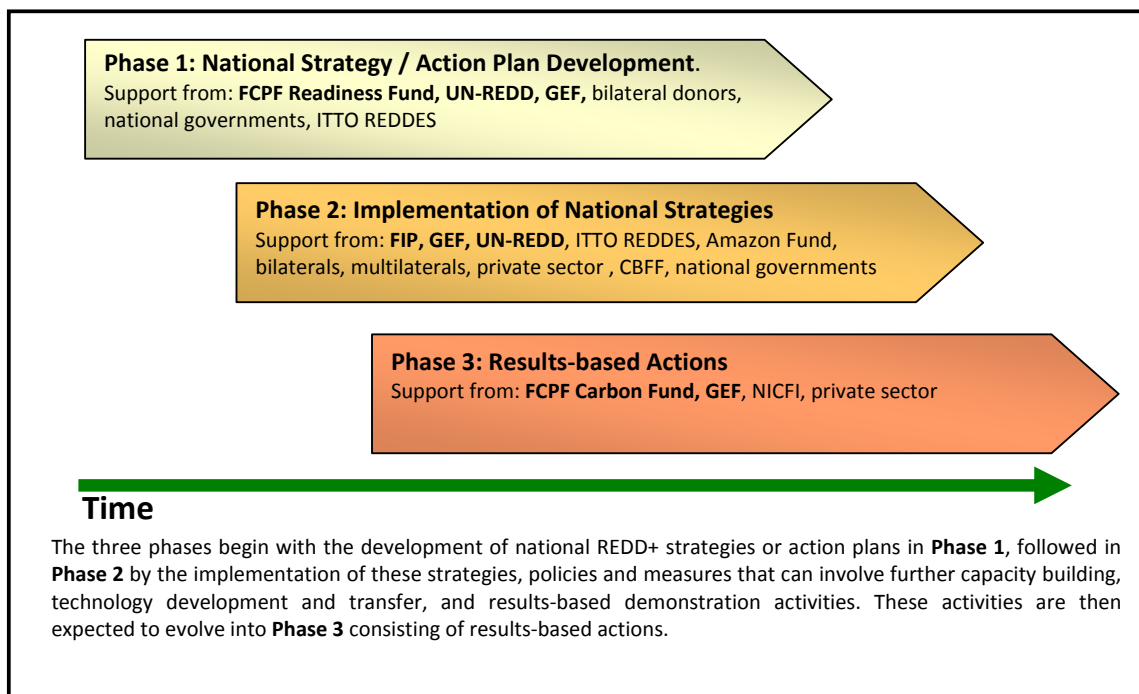 Phase 1: National Strategy / Action Plan Development.
Support from: FCPF Readiness Fund, UN-REDD, GEF, bilateral donors,
national governments, ITTO REDDES
Phase 2: Implementation of National Strategies
Support from: FIP, GEF, UN-REDD, ITTO REDDES, Amazon Fund,
bilaterals, multilaterals, private sector , CBFF, national governments
Phase 3: Results-based Actions
Support from: FCPF Carbon Fund, GEF, NICFI, private sector
Time
The three phases begin with the development of national REDD+ strategies or action plans in Phase 1, followed in
Phase 2 by the implementation of these strategies, policies and measures that can involve further capacity building,
technology development and transfer, and results-based demonstration activities. These activities are then
expected to evolve into Phase 3 consisting of results-based actions.